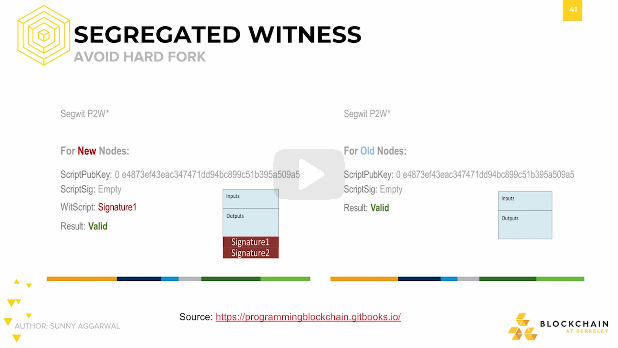 41
SEGREGATED WITNESS
AVOID HARD FORK
Segwit P2W*
For New Nodes:
ScriptPubKey: 0 e4873ef43eac347471dd94bc899c51b395a509a5
ScriptSig: Empty
WitScript: Signature1
Result: Valid
Inputs
Outputs
Signature1
Signature2
Segwit P2W*
For Old Nodes:
ScriptPubKey: 0 e4873ef43eac347471dd94bc899c51b395a509a5
ScriptSig: Empty
Result: Valid
Inputs
Outputs
Source: https://programmingblockchain.gitbooks.io/
AUTHOR: SUNNY AGGARWAL
BLOCKCHAIN
AT BERKELEY